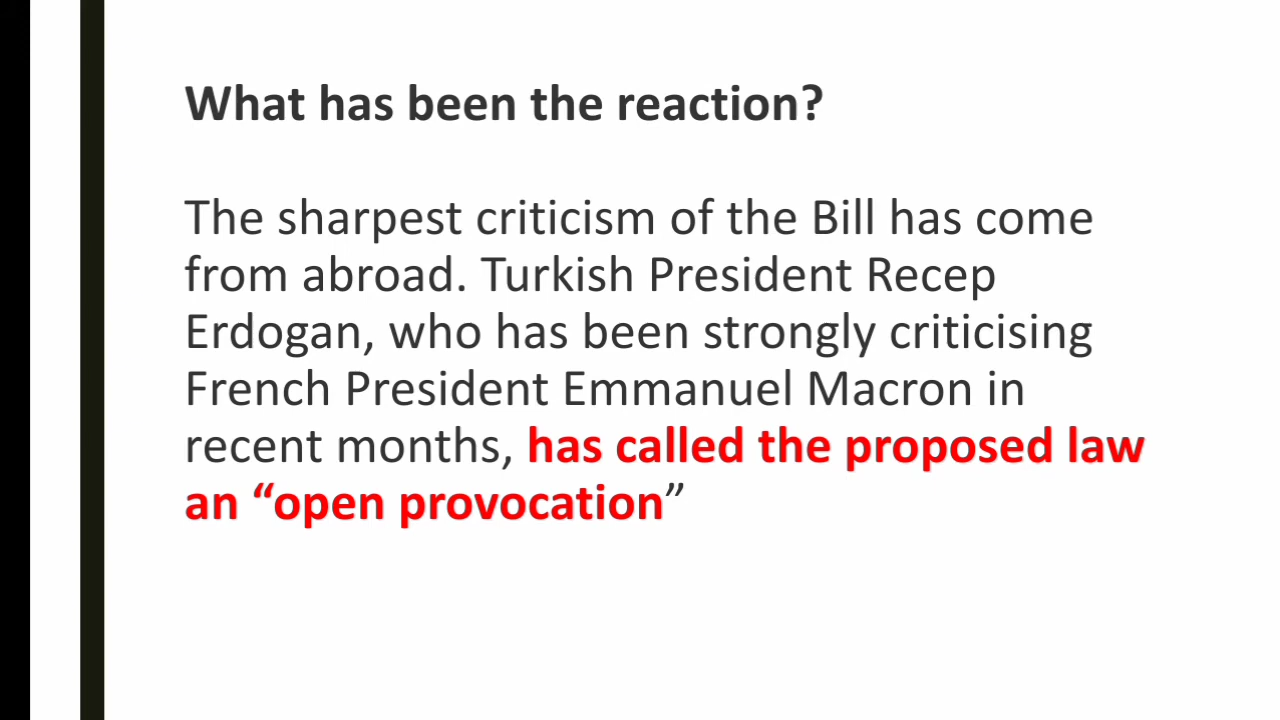 What has been the reaction?
The sharpest criticism of the Bill has come
from abroad. Turkish President Recep
Erdogan, who has been strongly criticising
French President Emmanuel Macron in
recent months, has called the proposed law
an “open provocation”